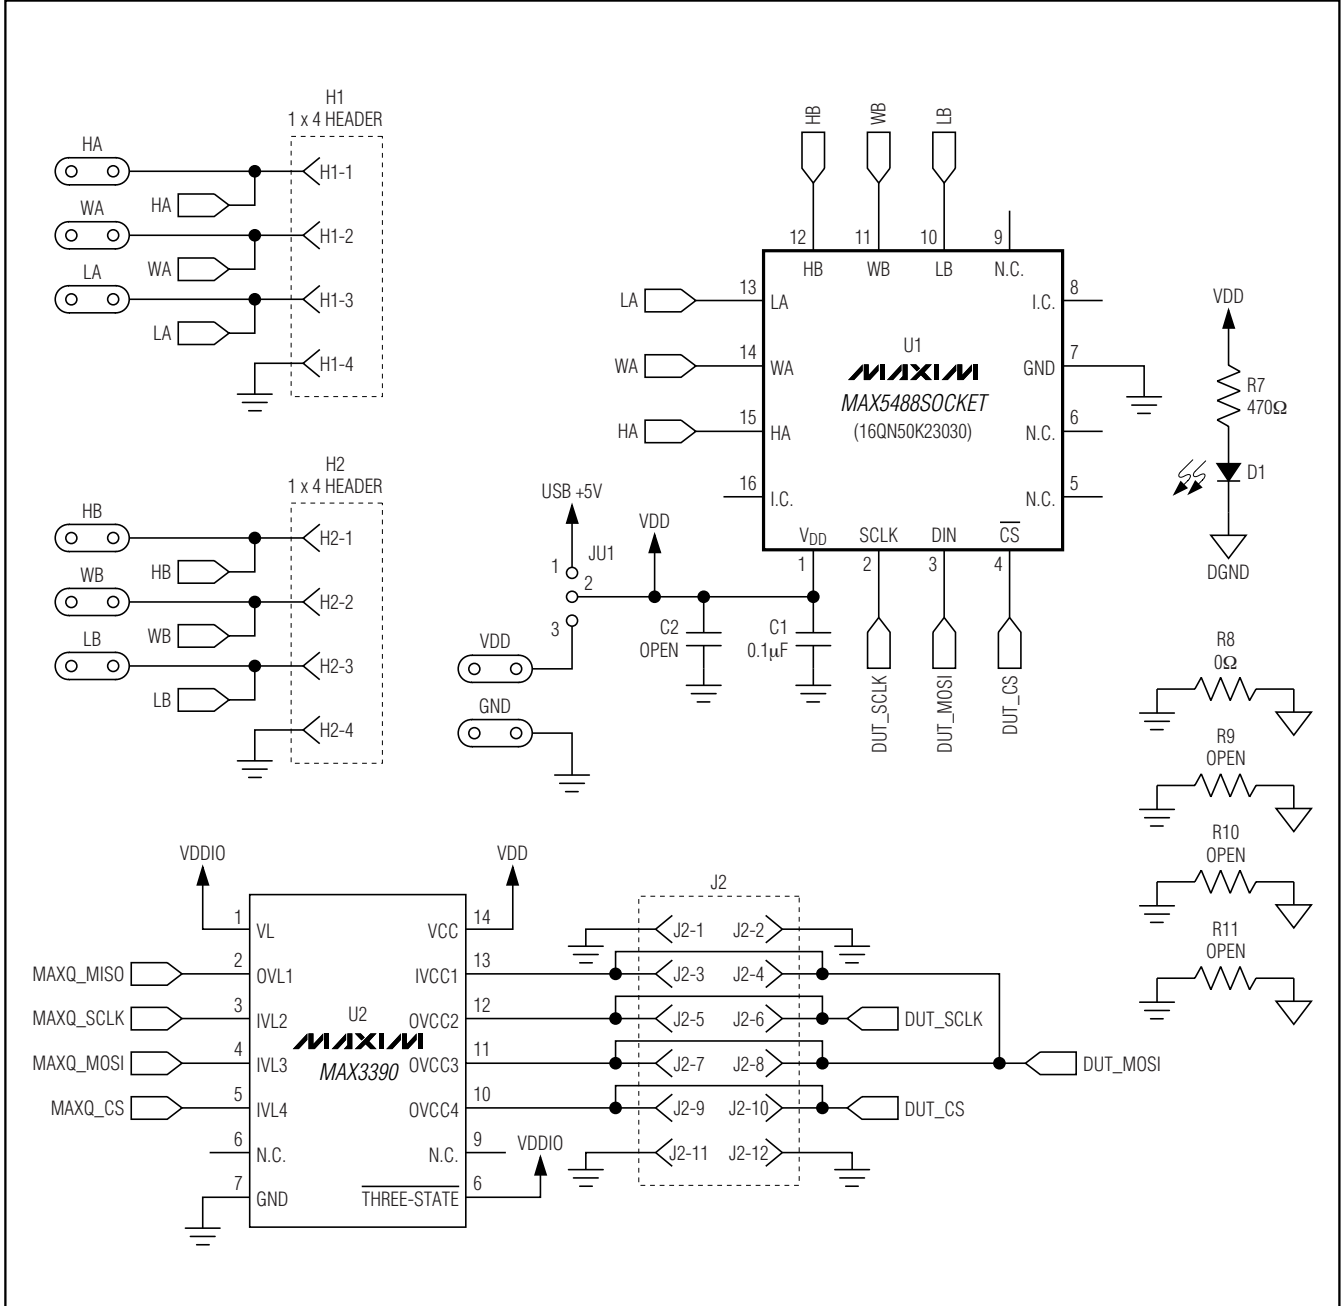 H1
1 x 4 HEADER
HA
H1-1
HA
WA
H1-2
WA
LA
H1-3
LA
H1-4
H2
1 x 4 HEADER
HB
H2-1
HB
WB
H2-2
WB
LB
H2-3
LB
H2-4
HB WB LB
12 11 10 9
HB WB LB N.C.
LA 13 LA
I.C. 8
WA 14 WA
GND 7
HA 15 HA
N.C. 6
16 I.C.
N.C. 5
U1
MAXIM
MAX5488SOCKET
(16QN50K23030)
VDD SCLK DIN CS
1 2 3 4
DUT_SCLK DUT_MOSI DUT_CS
USB +5V
JU1
1
2
3
VDD
VDD
GND
C2
OPEN
C1
0.1µF
VDD
R7
470Ω
D1
DGND
R8
0Ω
R9
OPEN
R10
OPEN
R11
OPEN
VDDIO
VDD
1 VL
VCC 14
MAXQ_MISO 2 OVL1
IVCC1 13
MAXQ_SCLK 3 IVL2
OVCC2 12
MAXQ_MOSI 4 IVL3
OVCC3 11
MAXQ_CS 5 IVL4
OVCC4 10
6 N.C.
N.C. 9
7 GND
THREE-STATE 6
VDDIO
U2
MAXIM
MAX3390
J2
J2-1 J2-2
J2-3 J2-4
J2-5 J2-6 DUT_SCLK
J2-7 J2-8 DUT_MOSI
J2-9 J2-10 DUT_CS
J2-11 J2-12